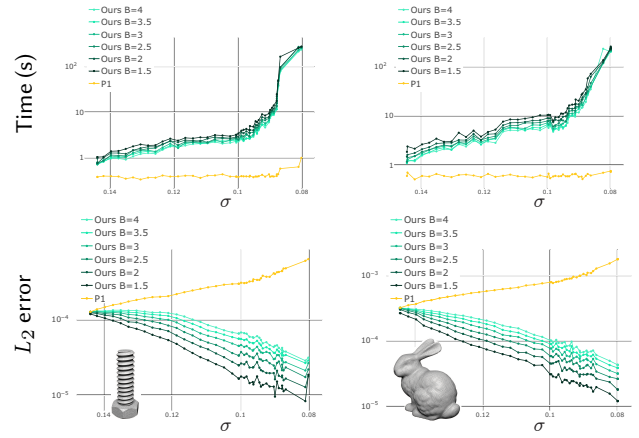 Ours B=4
Ours B=3.5
Ours B=3
Ours B=2.5
Ours B=2
Ours B=1.5
P1
10²
10
1
0.14
0.12
0.1
0.08
σ
Time (s)
Ours B=4
Ours B=3.5
Ours B=3
Ours B=2.5
Ours B=2
Ours B=1.5
P1
10²
10
1
0.14
0.12
0.1
0.08
σ
Ours B=4
Ours B=3.5
Ours B=3
Ours B=2.5
Ours B=2
Ours B=1.5
P1
10⁻⁴
10⁻⁵
0.14
0.12
0.1
0.08
σ
L₂ error
Ours B=4
Ours B=3.5
Ours B=3
Ours B=2.5
Ours B=2
Ours B=1.5
P1
10⁻³
10⁻⁴
10⁻⁵
0.14
0.12
0.1
0.08
σ